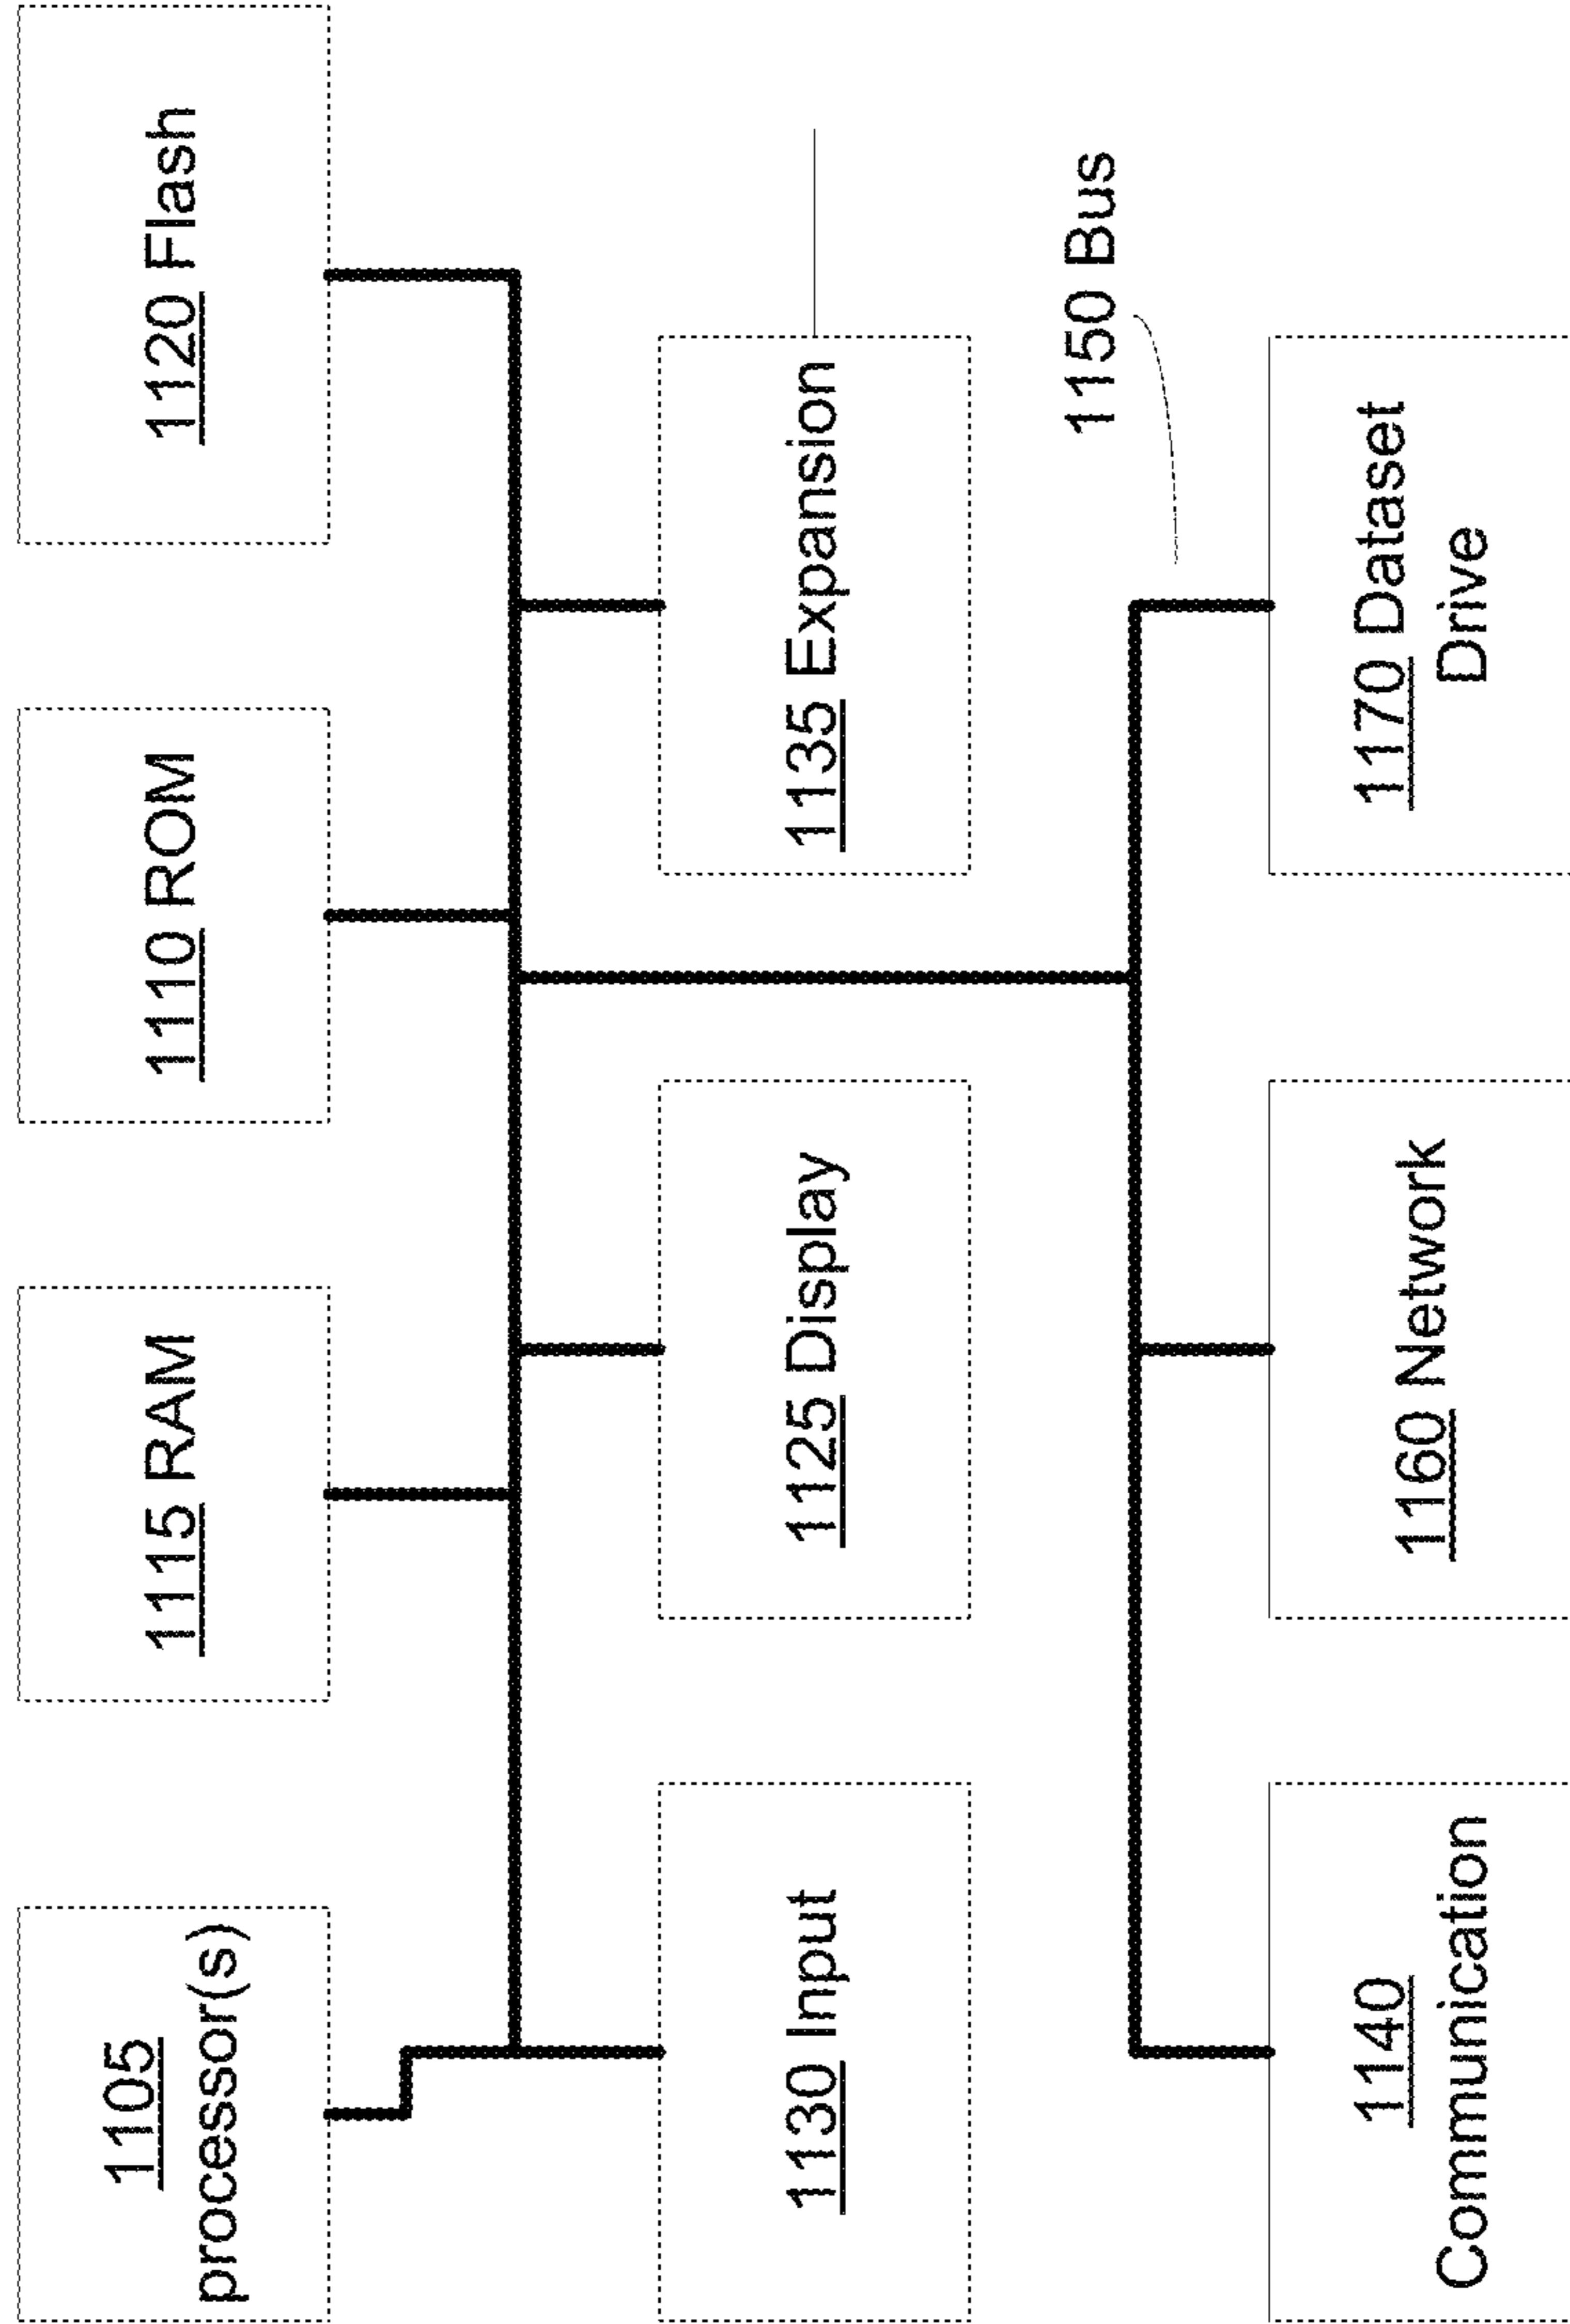 1105
processor(s)
1115 RAM
1110 ROM
1120 Flash
1130 Input
1125 Display
1135 Expansion
1150 Bus
1140
Communication
1160 Network
1170 Dataset
Drive